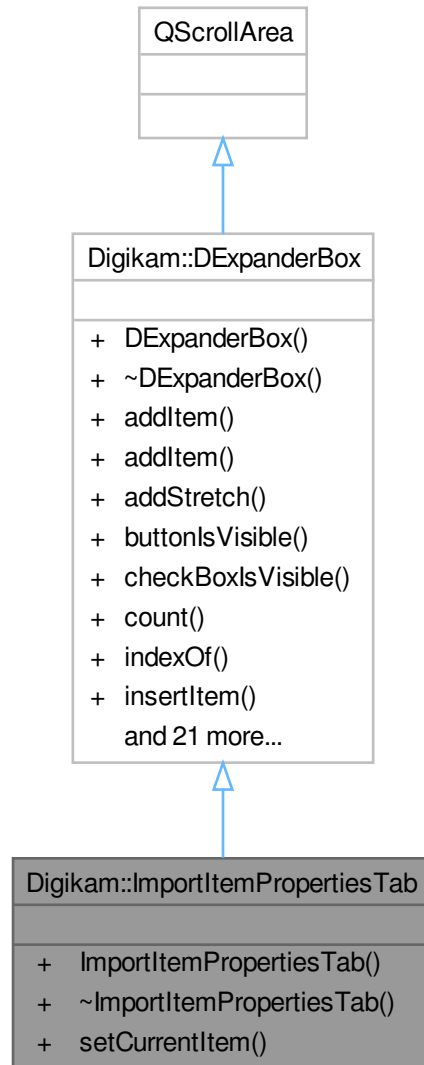 QScrollArea
Digikam::DExpanderBox
+ DExpanderBox()
+ ~DExpanderBox()
+ addItem()
+ addItem()
+ addStretch()
+ buttonIsVisible()
+ checkBoxIsVisible()
+ count()
+ indexOf()
+ insertItem()
and 21 more...
Digikam::ImportItemPropertiesTab
+ ImportItemPropertiesTab()
+ ~ImportItemPropertiesTab()
+ setCurrentItem()